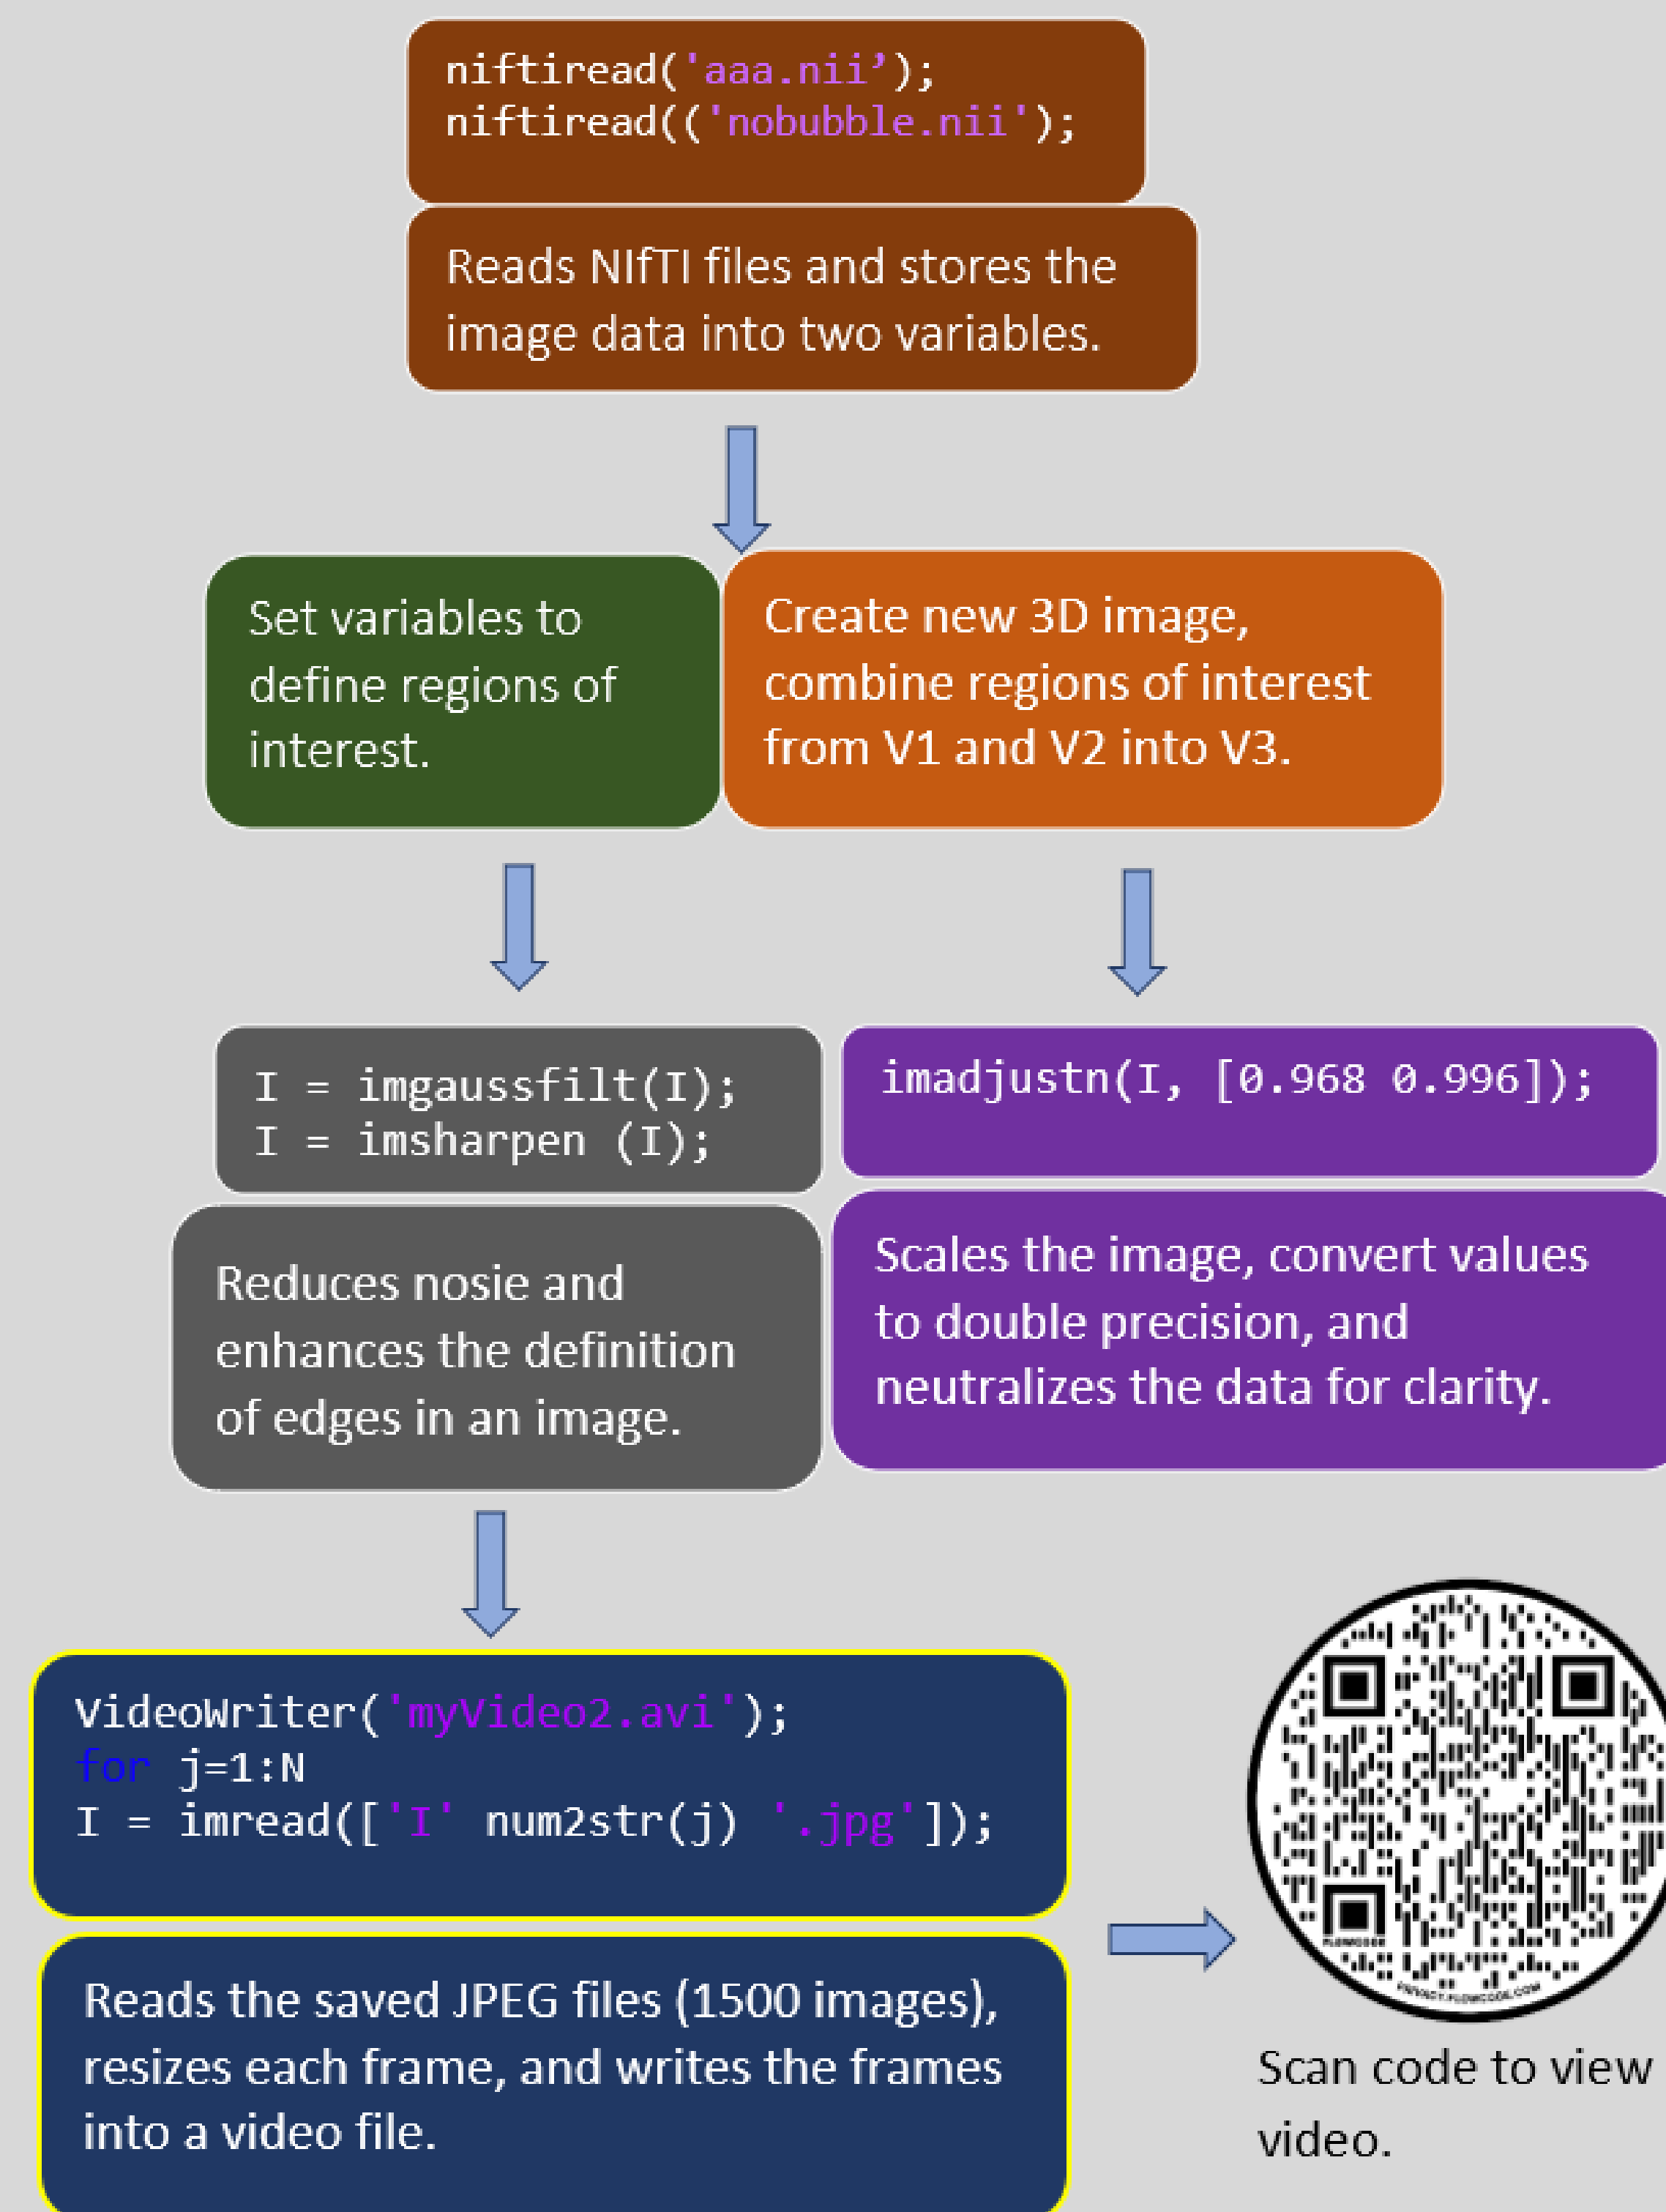 niftiread('aaa.nii’);
niftiread(('nobubble.nii');
Reads NIfTI files and stores the
image data into two variables.
Set variables to
define regions of
interest.
Create new 3D image,
combine regions of interest
from V1 and V2 into V3.
I = imgaussfilt(I);
I = imsharpen (I);
imadjustn(I, [0.968 0.996]);
Reduces nosie and
enhances the definition
of edges in an image.
Scales the image, convert values
to double precision, and
neutralizes the data for clarity.
VideoWriter('myVideo2.avi');
for j=1:N
I = imread(['I' num2str(j) '.jpg']);
Reads the saved JPEG files (1500 images),
resizes each frame, and writes the frames
into a video file.
FLOWCODE
PRIVACY.FLOWCODE.COM
Scan code to view
video.